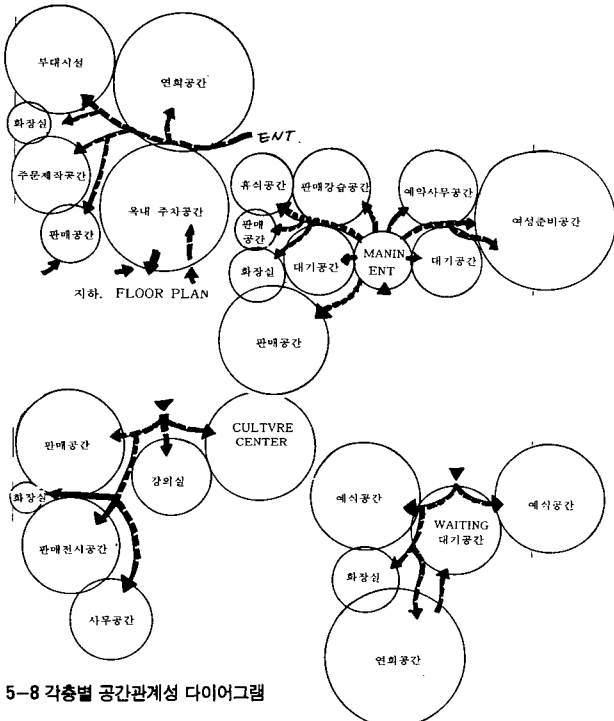 부대시설
연회공간
화장실
ENT.
주문제작공간
옥내 주차공간
판매공간
지하. FLOOR PLAN
휴식공간
판매강습공간
예약사무공간
여성준비공간
판매
공간
MANIN
ENT
대기공간
대기공간
화장실
판매공간
판매공간
CULTVRE
CENTER
강의실
화장실
판매전시공간
사무공간
예식공간
예식공간
WAITING
대기공간
화장실
연회공간
5-8 각층별 공간관계성 다이어그램